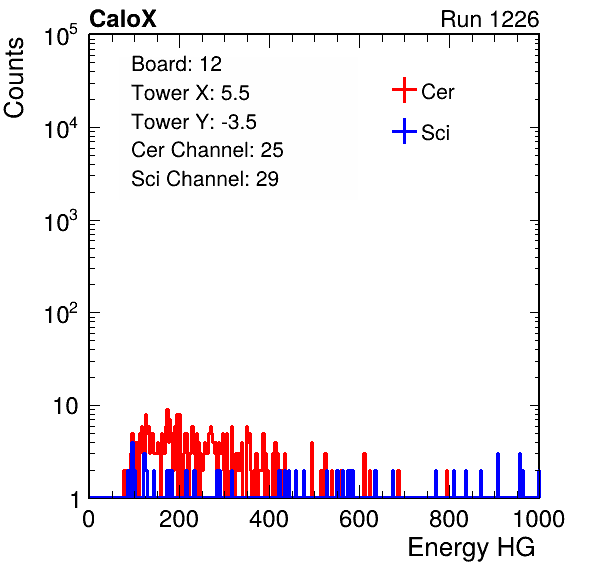 CaloX Run 1226
Counts
10^5
10^4
10^3
10^2
10
1
Board: 12
Tower X: 5.5
Tower Y: -3.5
Cer Channel: 25
Sci Channel: 29
Cer
Sci
0 200 400 600 800 1000
Energy HG